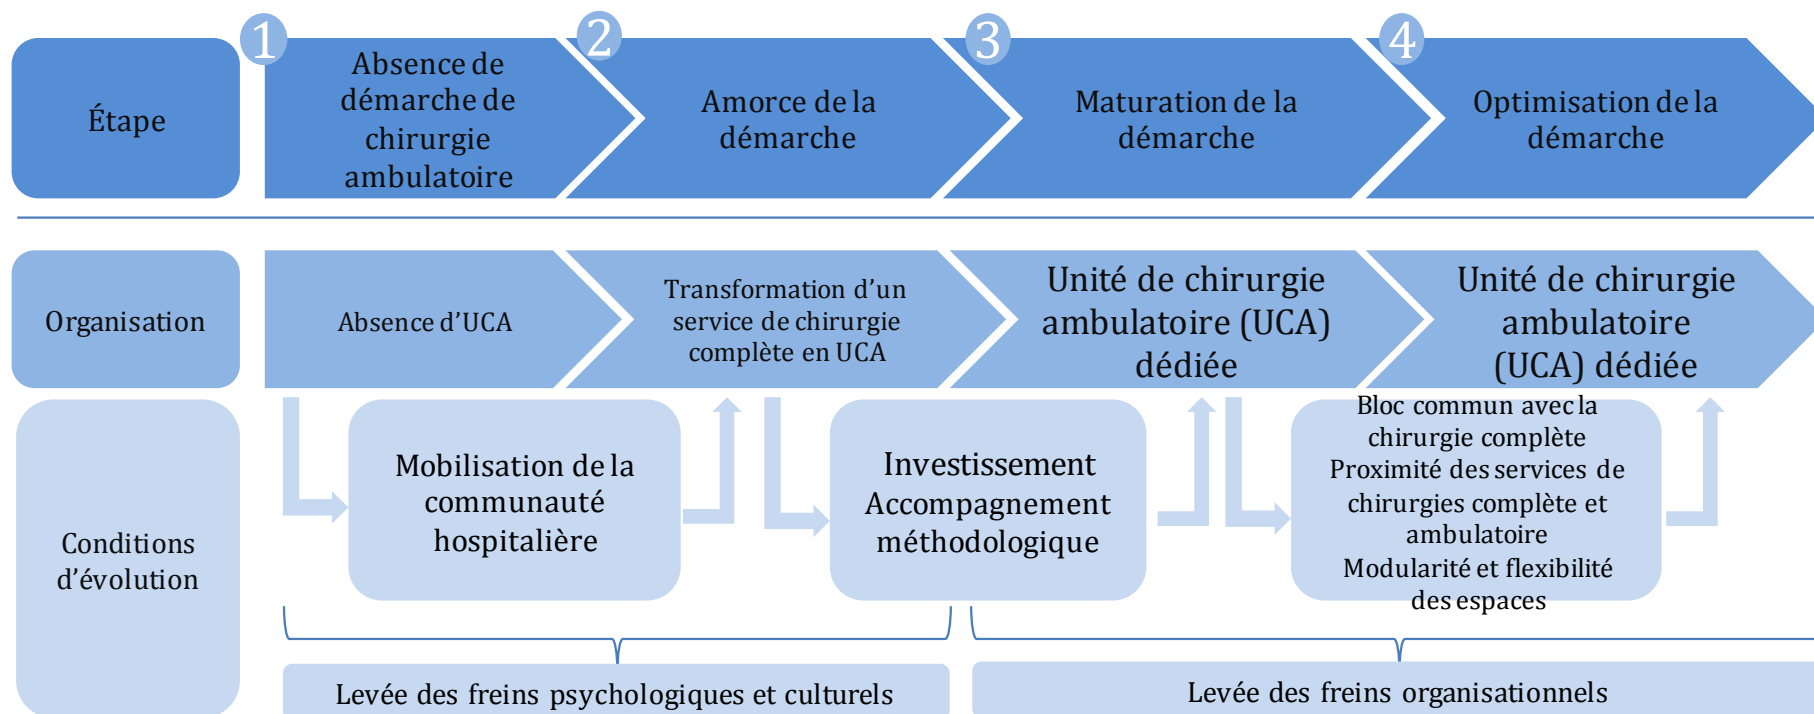 1
2
3
4
Étape
Absence de
démarche de
chirurgie
ambulatoire
Amorce de la
démarche
Maturation de la
démarche
Optimisation de la
démarche
Organisation
Absence d’UCA
Transformation d’un
service de chirurgie
complète en UCA
Unité de chirurgie
ambulatoire (UCA)
dédiée
Unité de chirurgie
ambulatoire
(UCA) dédiée
Conditions
d’évolution
Mobilisation de la
communauté
hospitalière
Investissement
Accompagnement
méthodologique
Bloc commun avec la
chirurgie complète
Proximité des services de
chirurgies complète et
ambulatoire
Modularité et flexibilité
des espaces
Levée des freins psychologiques et culturels
Levée des freins organisationnels